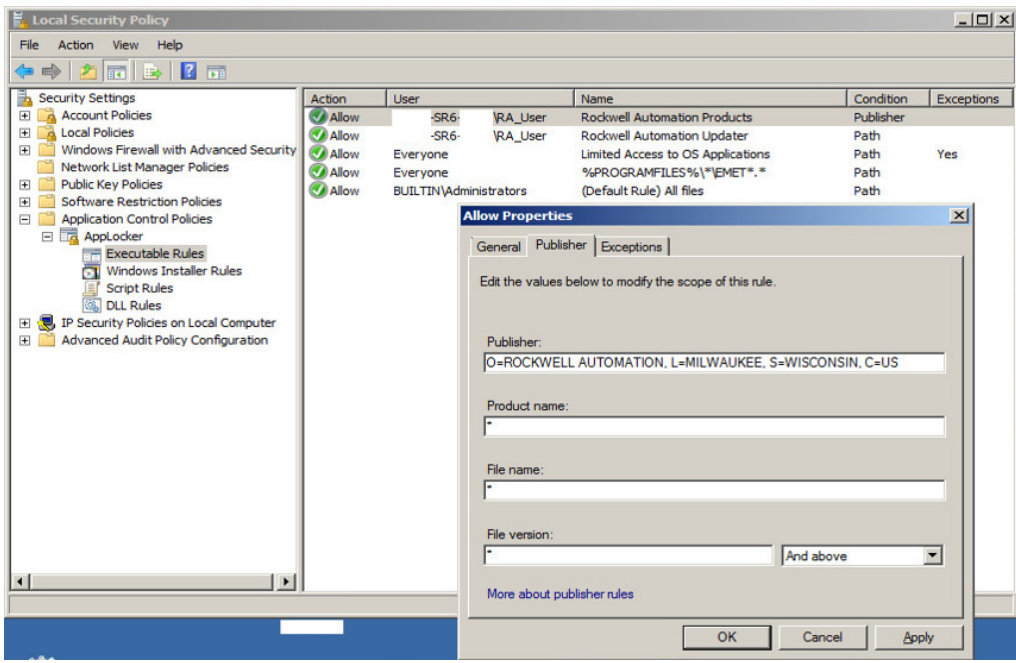 Local Security Policy
File Action View Help
Security Settings
Account Policies
Local Policies
Windows Firewall with Advanced Security
Network List Manager Policies
Public Key Policies
Software Restriction Policies
Application Control Policies
AppLocker
Executable Rules
Windows Installer Rules
Script Rules
DLL Rules
IP Security Policies on Local Computer
Advanced Audit Policy Configuration
Action User Name Condition Exceptions
Allow -SR6- \RA_User Rockwell Automation Products Publisher
Allow -SR6- \RA_User Rockwell Automation Updater Path
Allow Everyone Limited Access to OS Applications Path Yes
Allow Everyone %PROGRAMFILES%\*\EMET*.* Path
Allow BUILTIN\Administrators (Default Rule) All files Path
Allow Properties
General Publisher Exceptions
Edit the values below to modify the scope of this rule.
Publisher:
O=ROCKWELL AUTOMATION, L=MILWAUKEE, S=WISCONSIN, C=US
Product name:
*
File name:
*
File version:
* And above
More about publisher rules
OK Cancel Apply